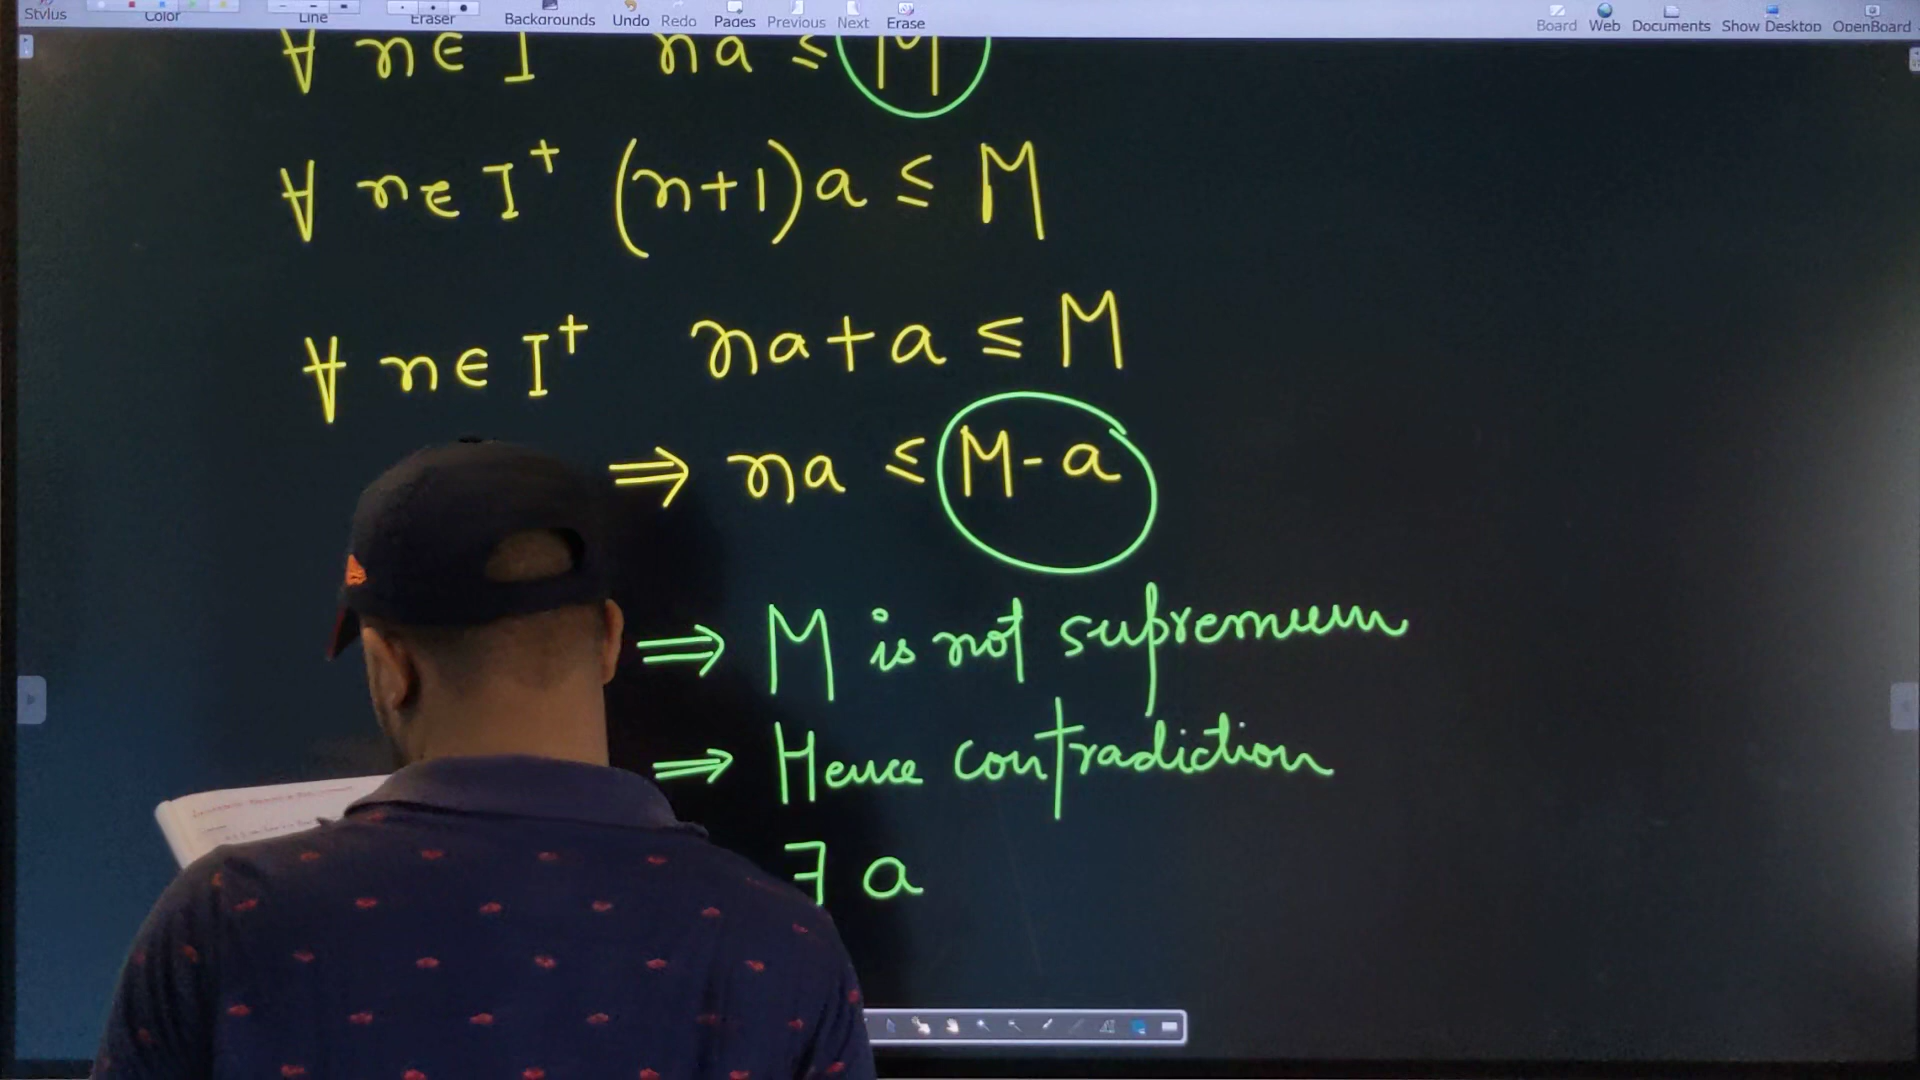 Stylus Color Line Eraser Backgrounds Undo Redo Pages Previous Next Erase Board Web Documents Show Desktop OpenBoard
∀ n ∈ I na ≤ M
∀ n ∈ I⁺ (n+1)a ≤ M
∀ n ∈ I⁺ na + a ≤ M
⇒ na ≤ M - a
⇒ M is not supremum
⇒ Hence contradiction
∃ a